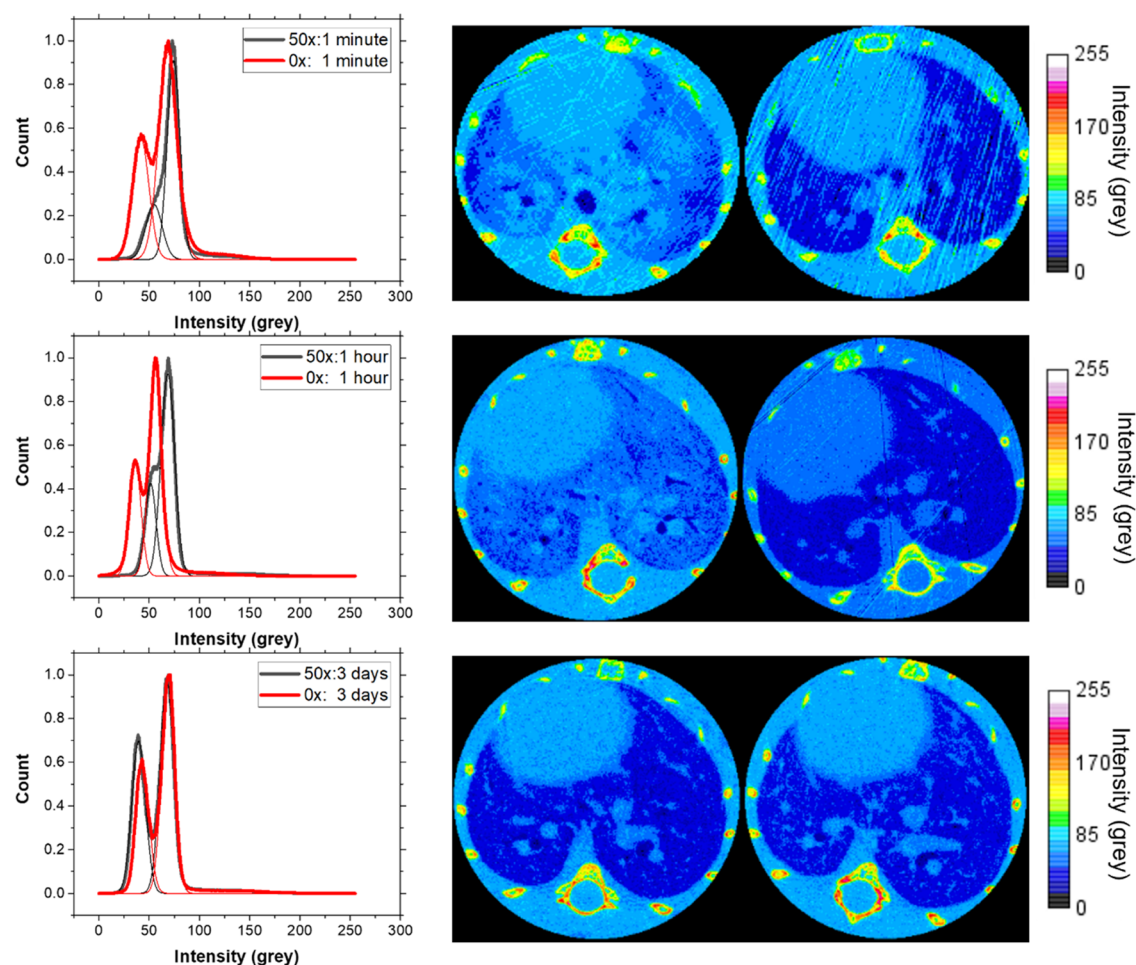 50x:1 minute
0x: 1 minute
Count
1.0
0.8
0.6
0.4
0.2
0.0
0 50 100 150 200 250 300
Intensity (grey)
255
170
85
0
Intensity (grey)
50x:1 hour
0x: 1 hour
Count
1.0
0.8
0.6
0.4
0.2
0.0
0 50 100 150 200 250 300
Intensity (grey)
255
170
85
0
Intensity (grey)
50x:3 days
0x: 3 days
Count
1.0
0.8
0.6
0.4
0.2
0.0
0 50 100 150 200 250 300
Intensity (grey)
255
170
85
0
Intensity (grey)